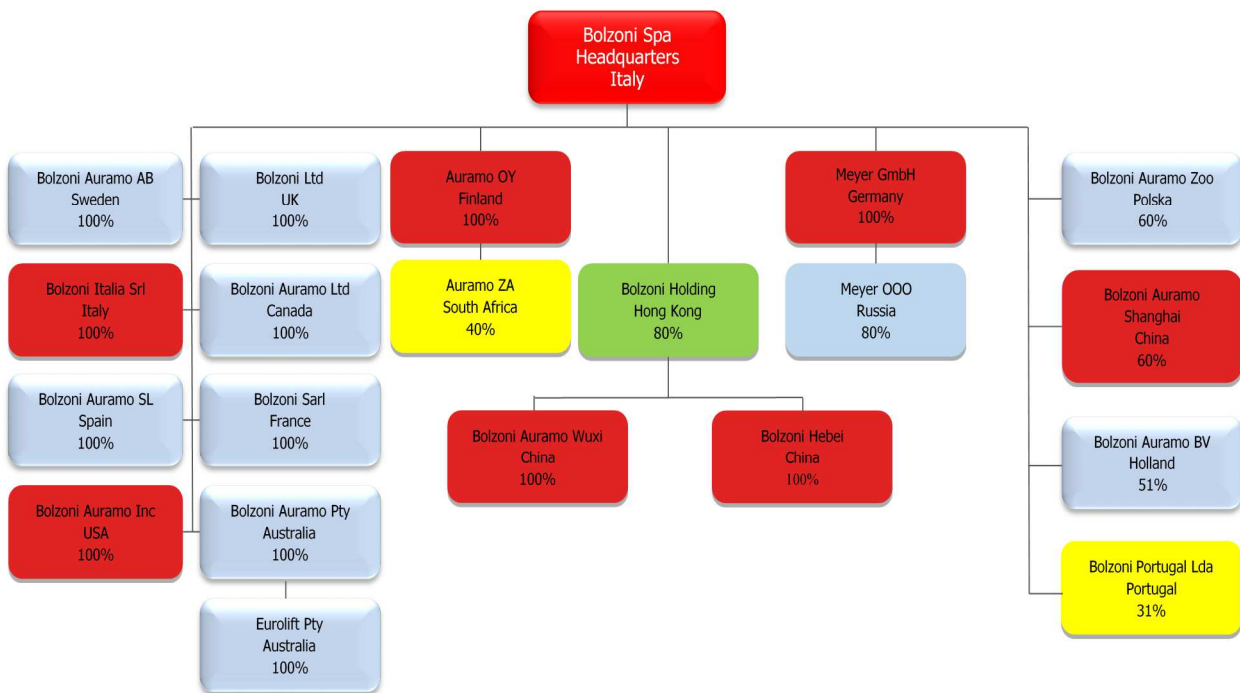 Bolzoni Spa
Headquarters
Italy
Bolzoni Auramo AB
Sweden
100%
Bolzoni Ltd
UK
100%
Auramo OY
Finland
100%
Meyer GmbH
Germany
100%
Bolzoni Auramo Zoo
Polska
60%
Bolzoni Italia Srl
Italy
100%
Bolzoni Auramo Ltd
Canada
100%
Auramo ZA
South Africa
40%
Bolzoni Holding
Hong Kong
80%
Meyer OOO
Russia
80%
Bolzoni Auramo
Shanghai
China
60%
Bolzoni Auramo SL
Spain
100%
Bolzoni Sarl
France
100%
Bolzoni Auramo Wuxi
China
100%
Bolzoni Hebei
China
100%
Bolzoni Auramo BV
Holland
51%
Bolzoni Auramo Inc
USA
100%
Bolzoni Auramo Pty
Australia
100%
Bolzoni Portugal Lda
Portugal
31%
Eurolift Pty
Australia
100%